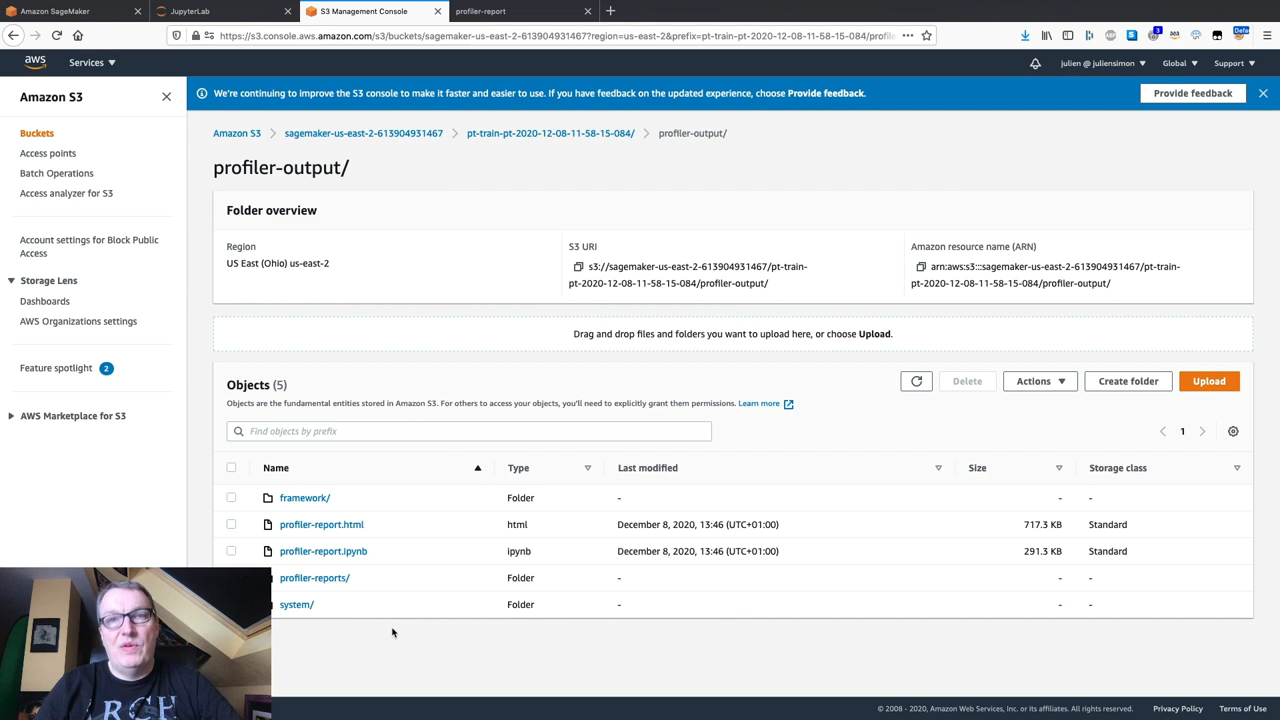 Amazon SageMaker
JupyterLab
S3 Management Console
profiler-report
https://s3.console.aws.amazon.com/s3/buckets/sagemaker-us-east-2-613904931467?region=us-east-2&prefix=pt-train-pt-2020-12-08-11-58-15-084/profile
3
Defa
aws
Services
julien @ juliensimon
Global
Support
Amazon S3
We're continuing to improve the S3 console to make it faster and easier to use. If you have feedback on the updated experience, choose Provide feedback.
Provide feedback
Buckets
Access points
Batch Operations
Access analyzer for S3
Account settings for Block Public
Access
Storage Lens
Dashboards
AWS Organizations settings
Feature spotlight 2
AWS Marketplace for S3
Amazon S3
sagemaker-us-east-2-613904931467
pt-train-pt-2020-12-08-11-58-15-084/
profiler-output/
profiler-output/
Folder overview
Region
US East (Ohio) us-east-2
S3 URI
s3://sagemaker-us-east-2-613904931467/pt-train-
pt-2020-12-08-11-58-15-084/profiler-output/
Amazon resource name (ARN)
arn:aws:s3:::sagemaker-us-east-2-613904931467/pt-train-
pt-2020-12-08-11-58-15-084/profiler-output/
Drag and drop files and folders you want to upload here, or choose Upload.
Objects (5)
Delete
Actions
Create folder
Upload
Objects are the fundamental entities stored in Amazon S3. For others to access your objects, you'll need to explicitly grant them permissions. Learn more
Find objects by prefix
1
Name Type Last modified Size Storage class
framework/ Folder - - -
profiler-report.html html December 8, 2020, 13:46 (UTC+01:00) 717.3 KB Standard
profiler-report.ipynb ipynb December 8, 2020, 13:46 (UTC+01:00) 291.3 KB Standard
profiler-reports/ Folder - - -
system/ Folder - - -
ARCH
© 2008 - 2020, Amazon Web Services, Inc. or its affiliates. All rights reserved.
Privacy Policy
Terms of Use